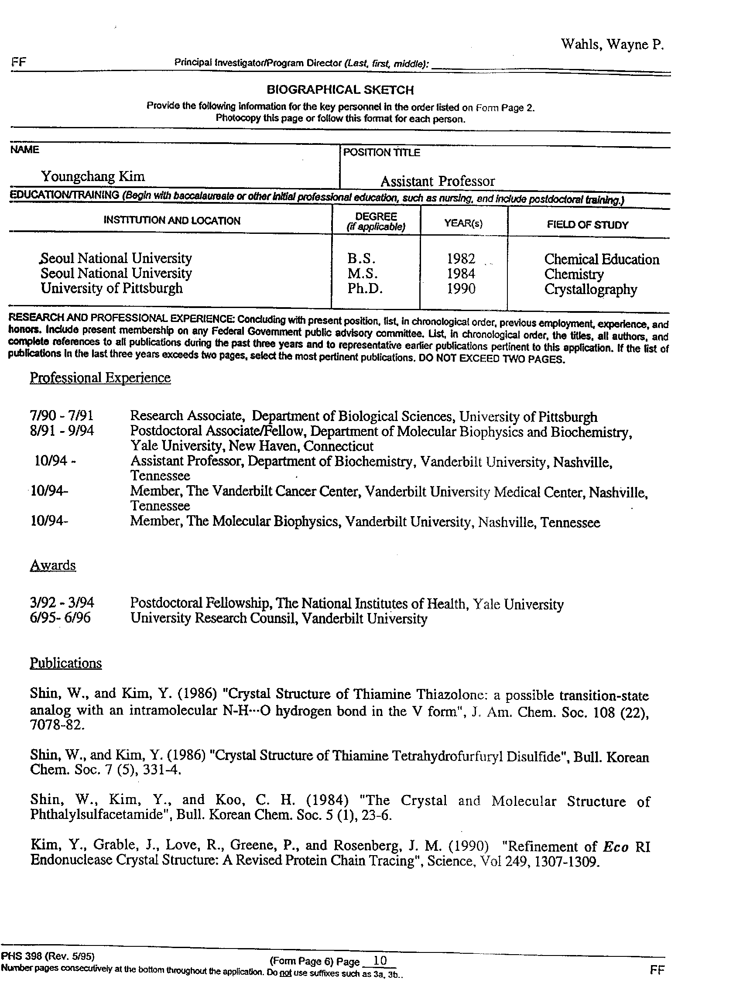 Wahls, Wayne P.
FF
Principal Investigator/Program Director (Last, first, middle):
BIOGRAPHICAL SKETCH
Provide the following information for the key personnel in the order listed on Form Page 2.
Photocopy this page or follow this format for each person.
NAME
POSITION TITLE
Youngchang Kim
Assistant Professor
EDUCATION/TRAINING (Begin with baccalaureate or other initial professional education, such as nursing, and include postdoctoral training.)
INSTITUTION AND LOCATION
DEGREE
(if applicable)
YEAR(s)
FIELD OF STUDY
Seoul National University B.S. 1982 Chemical Education
Seoul National University M.S. 1984 Chemistry
University of Pittsburgh Ph.D. 1990 Crystallography
RESEARCH AND PROFESSIONAL EXPERIENCE: Concluding with present position, list, in chronological order, previous employment, experience, and
honors. Include present membership on any Federal Government public advisory committee. List, in chronological order, the titles, all authors, and
complete references to all publications during the past three years and to representative earlier publications pertinent to this application. If the list of
publications in the last three years exceeds two pages, select the most pertinent publications. DO NOT EXCEED TWO PAGES.
Professional Experience
7/90 - 7/91 Research Associate, Department of Biological Sciences, University of Pittsburgh
8/91 - 9/94 Postdoctoral Associate/Fellow, Department of Molecular Biophysics and Biochemistry,
Yale University, New Haven, Connecticut
10/94 - Assistant Professor, Department of Biochemistry, Vanderbilt University, Nashville,
Tennessee
10/94- Member, The Vanderbilt Cancer Center, Vanderbilt University Medical Center, Nashville,
Tennessee
10/94- Member, The Molecular Biophysics, Vanderbilt University, Nashville, Tennessee
Awards
3/92 - 3/94 Postdoctoral Fellowship, The National Institutes of Health, Yale University
6/95- 6/96 University Research Counsil, Vanderbilt University
Publications
Shin, W., and Kim, Y. (1986) "Crystal Structure of Thiamine Thiazolone: a possible transition-state
analog with an intramolecular N-H···O hydrogen bond in the V form", J. Am. Chem. Soc. 108 (22),
7078-82.
Shin, W., and Kim, Y. (1986) "Crystal Structure of Thiamine Tetrahydrofurfuryl Disulfide", Bull. Korean
Chem. Soc. 7 (5), 331-4.
Shin, W., Kim, Y., and Koo, C. H. (1984) "The Crystal and Molecular Structure of
Phthalylsulfacetamide", Bull. Korean Chem. Soc. 5 (1), 23-6.
Kim, Y., Grable, J., Love, R., Greene, P., and Rosenberg, J. M. (1990) "Refinement of Eco RI
Endonuclease Crystal Structure: A Revised Protein Chain Tracing", Science, Vol 249, 1307-1309.
PHS 398 (Rev. 5/95)
(Form Page 6) Page 10
Number pages consecutively at the bottom throughout the application. Do not use suffixes such as 3a, 3b..
FF